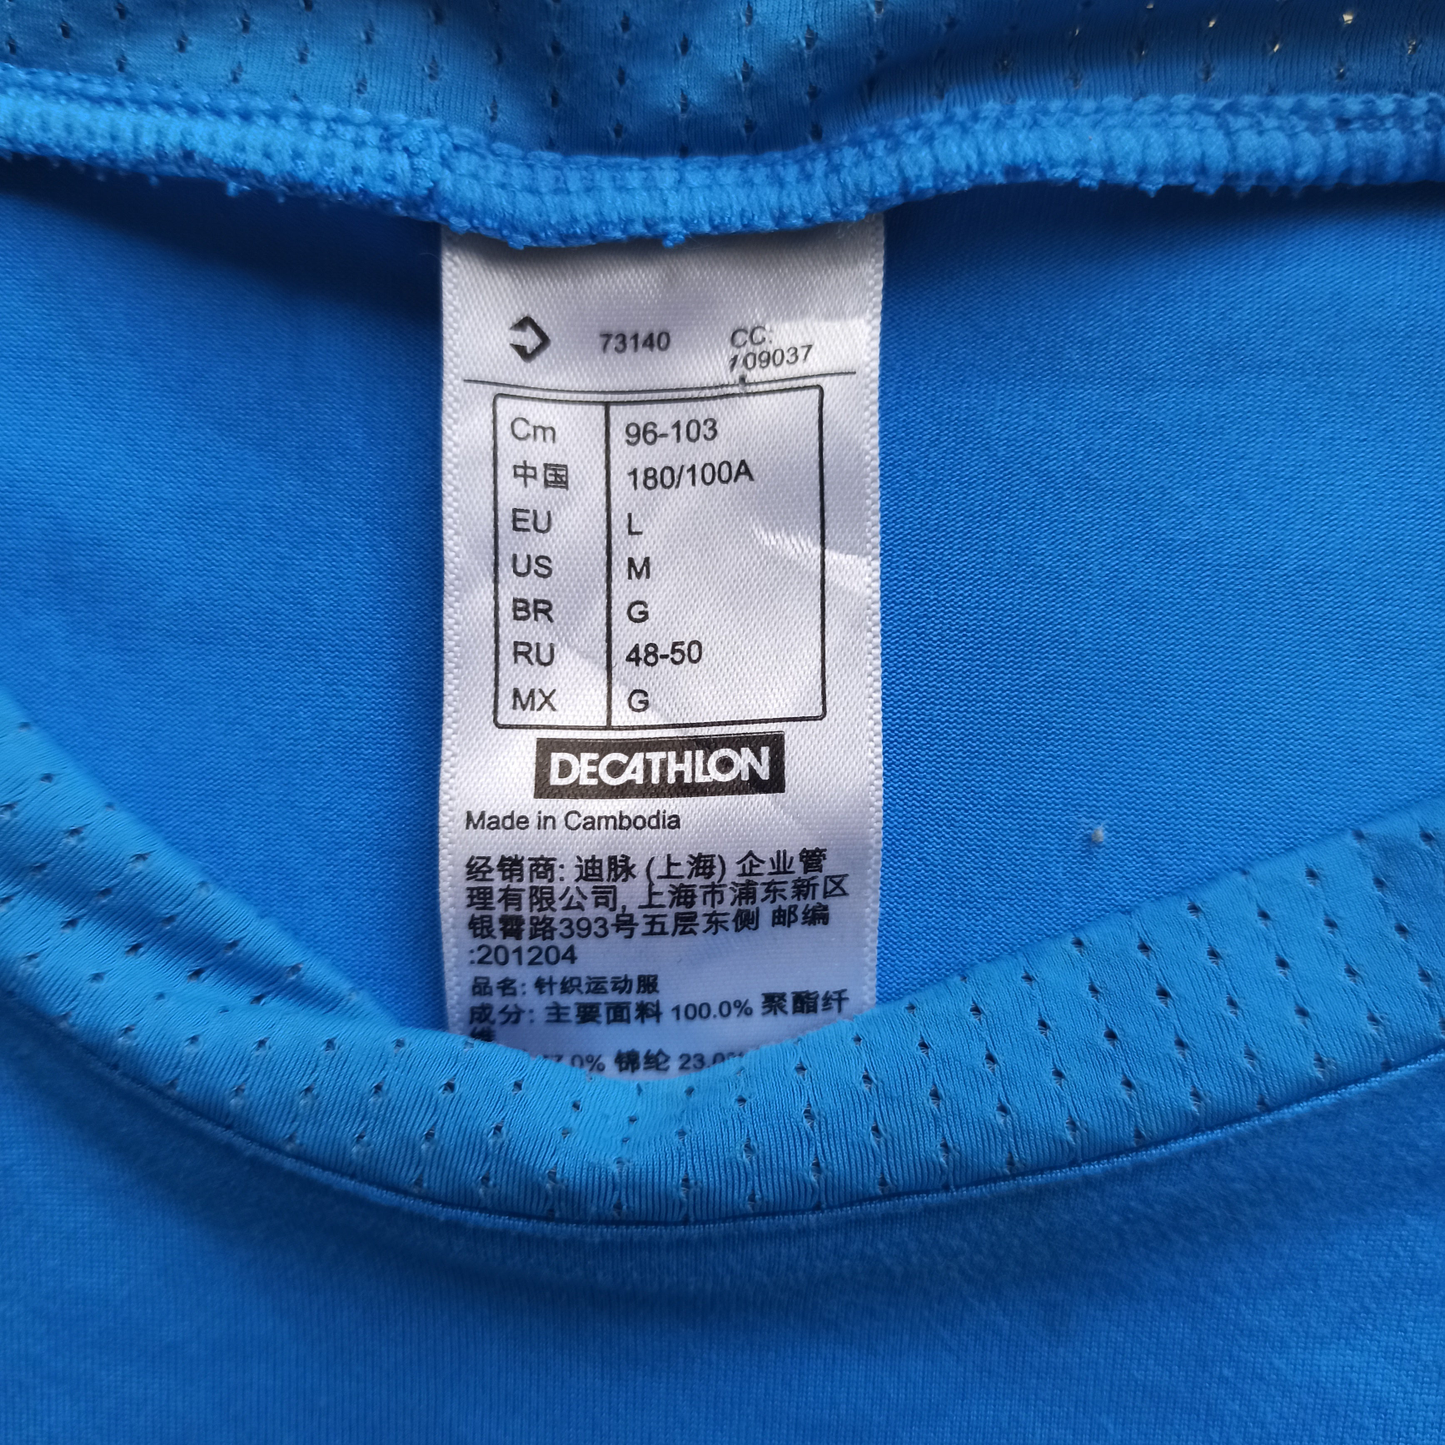 73140 CC:
109037
Cm 96-103
中国 180/100A
EU L
US M
BR G
RU 48-50
MX G
DECATHLON
Made in Cambodia
经销商: 迪脉 (上海) 企业管
理有限公司, 上海市浦东新区
银霄路393号五层东侧 邮编
:201204
品名: 针织运动服
成分: 主要面料 100.0% 聚酯纤
维
锦纶